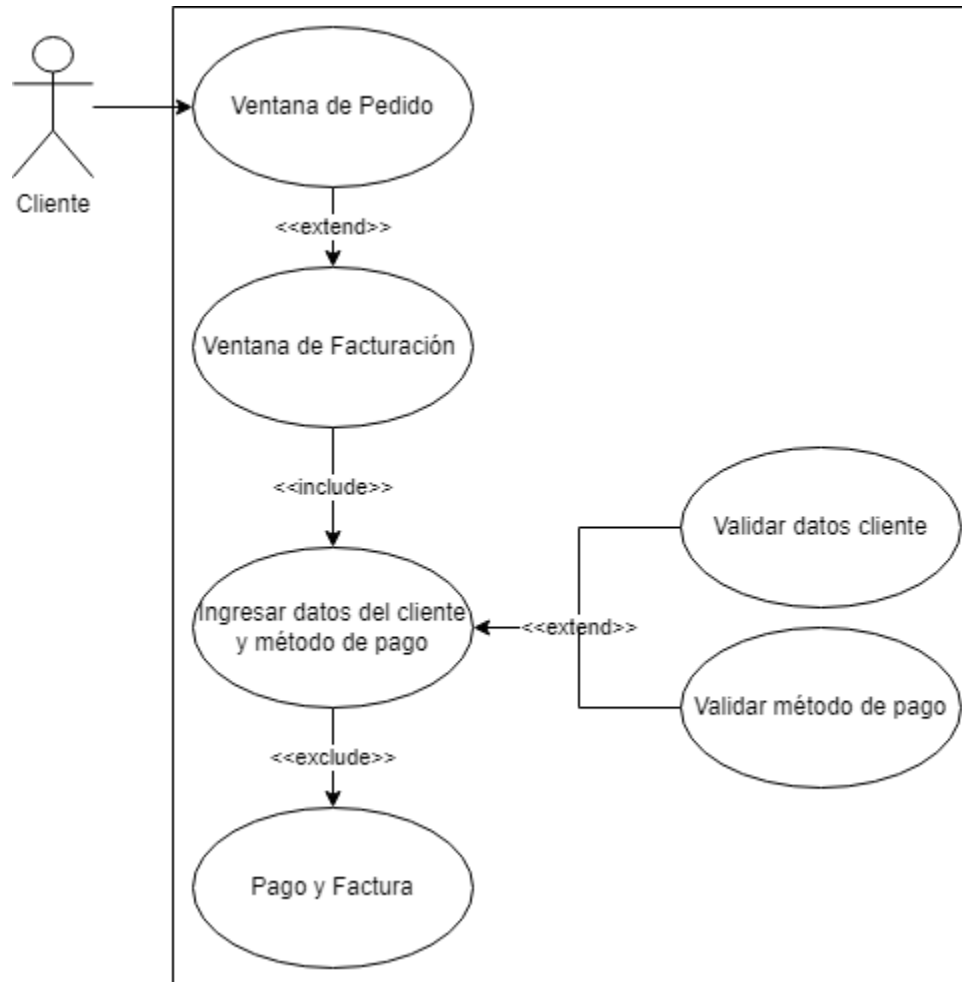 Ventana de Pedido
Cliente
<<extend>>
Ventana de Facturación
<<include>>
Validar datos cliente
Ingresar datos del cliente
y método de pago
<<extend>>
Validar método de pago
<<exclude>>
Pago y Factura